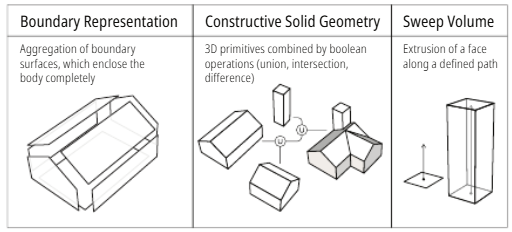 Boundary Representation
Aggregation of boundary
surfaces, which enclose the
body completely
Constructive Solid Geometry
3D primitives combined by boolean
operations (union, intersection,
difference)
U
U
Sweep Volume
Extrusion of a face
along a defined path